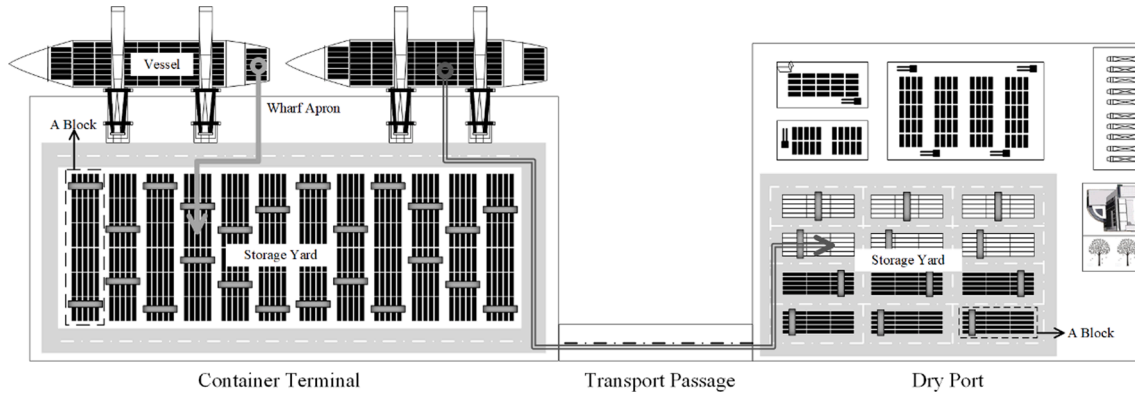 Vessel
Wharf Apron
A Block
Storage Yard
Storage Yard
A Block
Container Terminal
Transport Passage
Dry Port